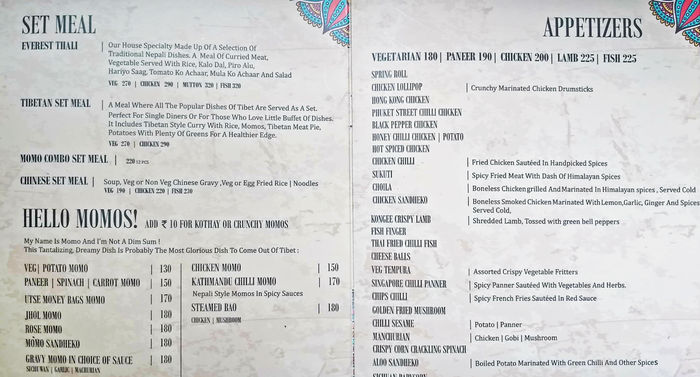 SET MEAL
EVEREST THALI | Our House Specialty Made Up Of A Selection Of
Traditional Nepali Dishes. A Meal Of Curried Meat,
Vegetable Served With Rice, Kalo Dal, Piro Alu,
Hariyo Saag, Tomato Ko Achaar, Mula Ko Achaar And Salad
VEG 270 | CHICKEN 290 | MUTTON 320 | FISH 320
TIBETAN SET MEAL | A Meal Where All The Popular Dishes Of Tibet Are Served As A Set.
Perfect For Single Diners Or For Those Who Love Little Buffet Of Dishes.
It Includes Tibetan Style Curry With Rice, Momos, Tibetan Meat Pie,
Potatoes With Plenty Of Greens For A Healthier Edge.
VEG 270 | CHICKEN 290
MOMO COMBO SET MEAL | 220 12 PCS
CHINESE SET MEAL | Soup, Veg or Non Veg Chinese Gravy ,Veg or Egg Fried Rice | Noodles
VEG 190 | CHICKEN 220 | FISH 230
HELLO MOMOS! ADD ₹ 10 FOR KOTHAY OR CRUNCHY MOMOS
My Name Is Momo And I'm Not A Dim Sum !
This Tantalizing, Dreamy Dish Is Probably The Most Glorious Dish To Come Out Of Tibet :
VEG| POTATO MOMO | 130
PANEER | SPINACH | CARROT MOMO | 150
UTSE MONEY BAGS MOMO | 170
JHOL MOMO | 180
ROSE MOMO | 180
MOMO SANDHEKO | 180
GRAVY MOMO IN CHOICE OF SAUCE | 180
SICHUWAN | GARLIC | MACHURIAN
CHICKEN MOMO | 150
KATHMANDU CHILLI MOMO | 170
Nepali Style Momos In Spicy Sauces
STEAMED BAO | 180
CHICKEN | MUSHROOM
APPETIZERS
VEGETARIAN 180| PANEER 190| CHICKEN 200| LAMB 225| FISH 225
SPRING ROLL
CHICKEN LOLLIPOP | Crunchy Marinated Chicken Drumsticks
HONG KONG CHICKEN
PHUKET STREET CHILLI CHICKEN
BLACK PEPPER CHICKEN
HONEY CHILLI CHICKEN | POTATO
HOT SPICED CHICKEN
CHICKEN CHILLI | Fried Chicken Sautéed In Handpicked Spices
SUKUTI | Spicy Fried Meat With Dash Of Himalayan Spices
CHOILA | Boneless Chicken grilled And Marinated In Himalayan spices , Served Cold
CHICKEN SANDHEKO | Boneless Smoked Chicken Marinated With Lemon,Garlic, Ginger And Spices
Served Cold,
KONGEE CRISPY LAMB | Shredded Lamb, Tossed with green bell peppers
FISH FINGER
THAI FRIED CHILLI FISH
CHEESE BALLS
VEG TEMPURA | Assorted Crispy Vegetable Fritters
SINGAPORE CHILLI PANNER | Spicy Panner Sautéed With Vegetables And Herbs.
CHIPS CHILLI | Spicy French Fries Sautéed In Red Sauce
GOLDEN FRIED MUSHROOM
CHILLI SESAME | Potato | Panner
MANCHURIAN | Chicken | Gobi | Mushroom
CRISPY CORN CRACKLING SPINACH
ALOO SANDHEKO | Boiled Potato Marinated With Green Chilli And Other Spices